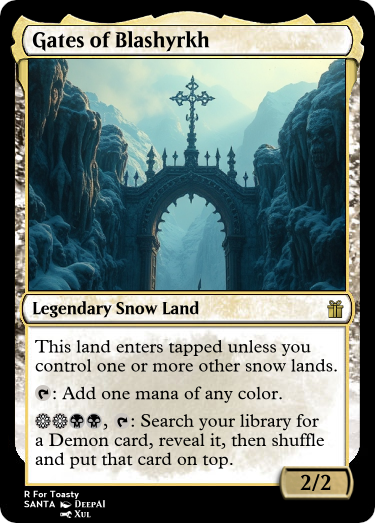 Gates of Blashyrkh
Legendary Snow Land
This land enters tapped unless you
control one or more other snow lands.
: Add one mana of any color.
, : Search your library for
a Demon card, reveal it, then shuffle
and put that card on top.
2/2
R For Toasty
SANTA DeepAI
Xul